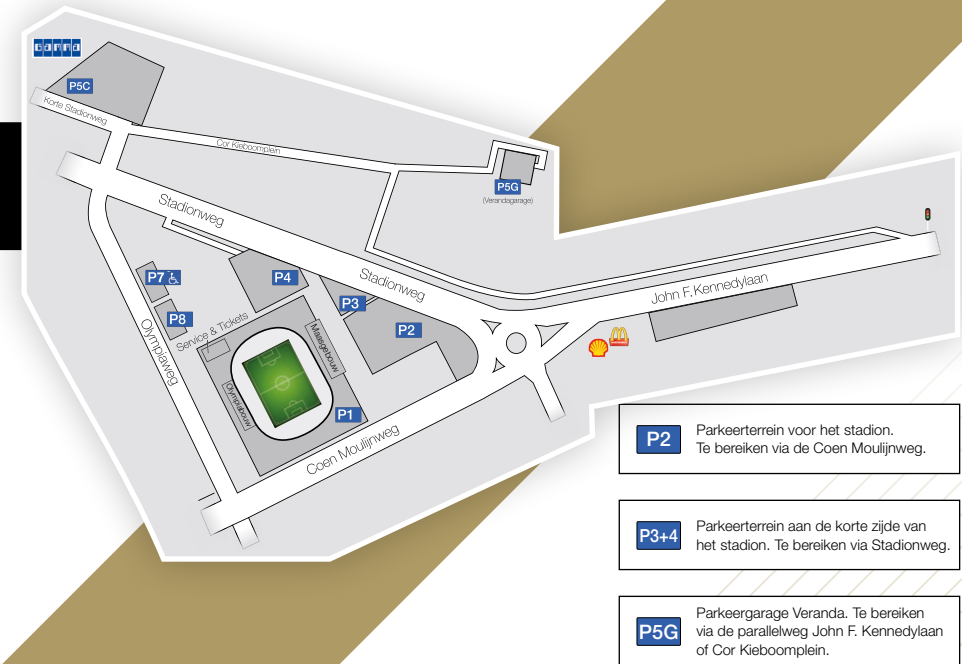 GAMMA
P5C
Korte Stadionweg
Cor Kieboomplein
P5G
(Verandagarage)
Stadionweg
Stadionweg
John F. Kennedylaan
P7
P4
P3
P8
P2
Service & Tickets
Olympiaweg
Maasgebouw
Olympiabouw
P1
Coen Moulijnweg
P2
Parkeerterrein voor het stadion.
Te bereiken via de Coen Moulijnweg.
P3+4
Parkeerterrein aan de korte zijde van
het stadion. Te bereiken via Stadionweg.
P5G
Parkeergarage Veranda. Te bereiken
via de parallelweg John F. Kennedylaan
of Cor Kieboomplein.